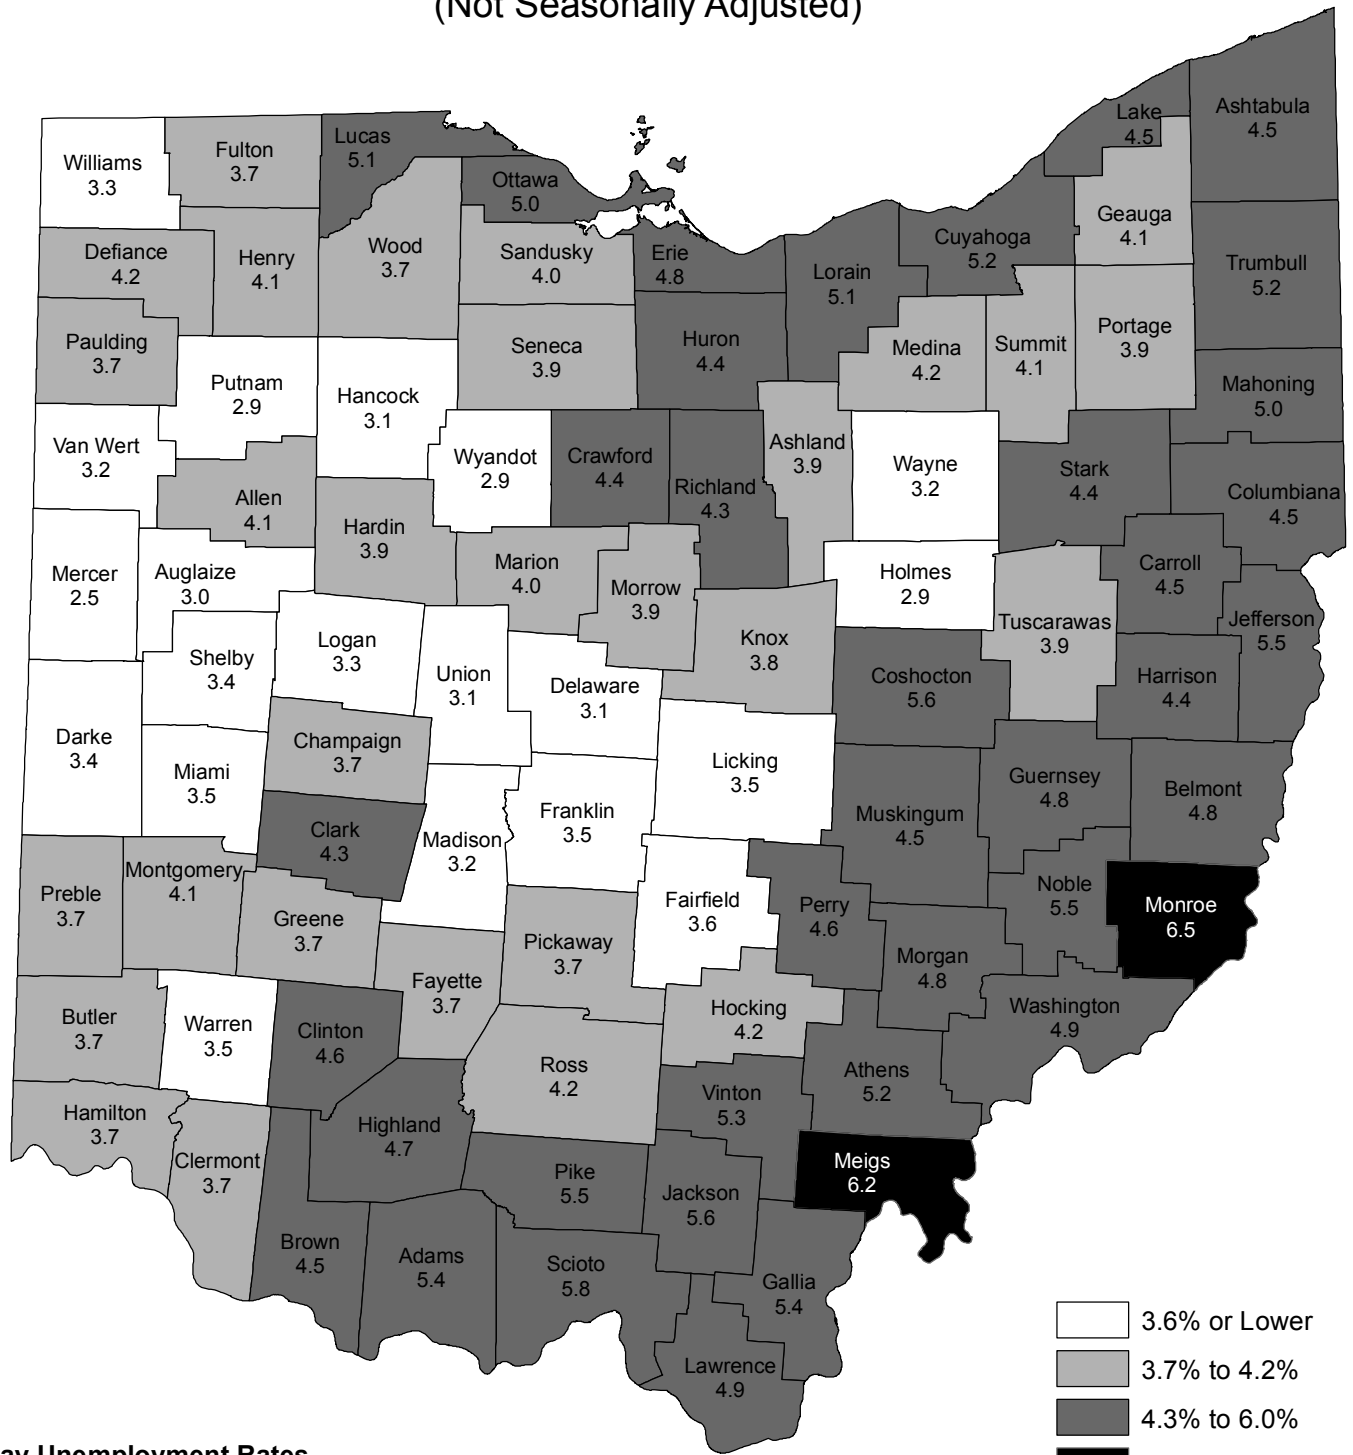 (Not Seasonally Adjusted)
Williams
3.3
Fulton
3.7
Lucas
5.1
Ottawa
5.0
Lake
4.5
Ashtabula
4.5
Defiance
4.2
Henry
4.1
Wood
3.7
Sandusky
4.0
Erie
4.8
Lorain
5.1
Cuyahoga
5.2
Geauga
4.1
Trumbull
5.2
Paulding
3.7
Putnam
2.9
Hancock
3.1
Seneca
3.9
Huron
4.4
Medina
4.2
Summit
4.1
Portage
3.9
Mahoning
5.0
Van Wert
3.2
Allen
4.1
Wyandot
2.9
Crawford
4.4
Richland
4.3
Ashland
3.9
Wayne
3.2
Stark
4.4
Columbiana
4.5
Mercer
2.5
Auglaize
3.0
Hardin
3.9
Marion
4.0
Morrow
3.9
Holmes
2.9
Tuscarawas
3.9
Carroll
4.5
Jefferson
5.5
Shelby
3.4
Logan
3.3
Union
3.1
Delaware
3.1
Knox
3.8
Coshocton
5.6
Harrison
4.4
Darke
3.4
Miami
3.5
Champaign
3.7
Licking
3.5
Guernsey
4.8
Belmont
4.8
Clark
4.3
Madison
3.2
Franklin
3.5
Muskingum
4.5
Preble
3.7
Montgomery
4.1
Greene
3.7
Fairfield
3.6
Perry
4.6
Noble
5.5
Monroe
6.5
Pickaway
3.7
Fayette
3.7
Morgan
4.8
Washington
4.9
Butler
3.7
Warren
3.5
Clinton
4.6
Hocking
4.2
Ross
4.2
Athens
5.2
Hamilton
3.7
Clermont
3.7
Highland
4.7
Vinton
5.3
Meigs
6.2
Pike
5.5
Jackson
5.6
Brown
4.5
Adams
5.4
Scioto
5.8
Gallia
5.4
Lawrence
4.9
3.6% or Lower
3.7% to 4.2%
4.3% to 6.0%
ay Unemployment Rates